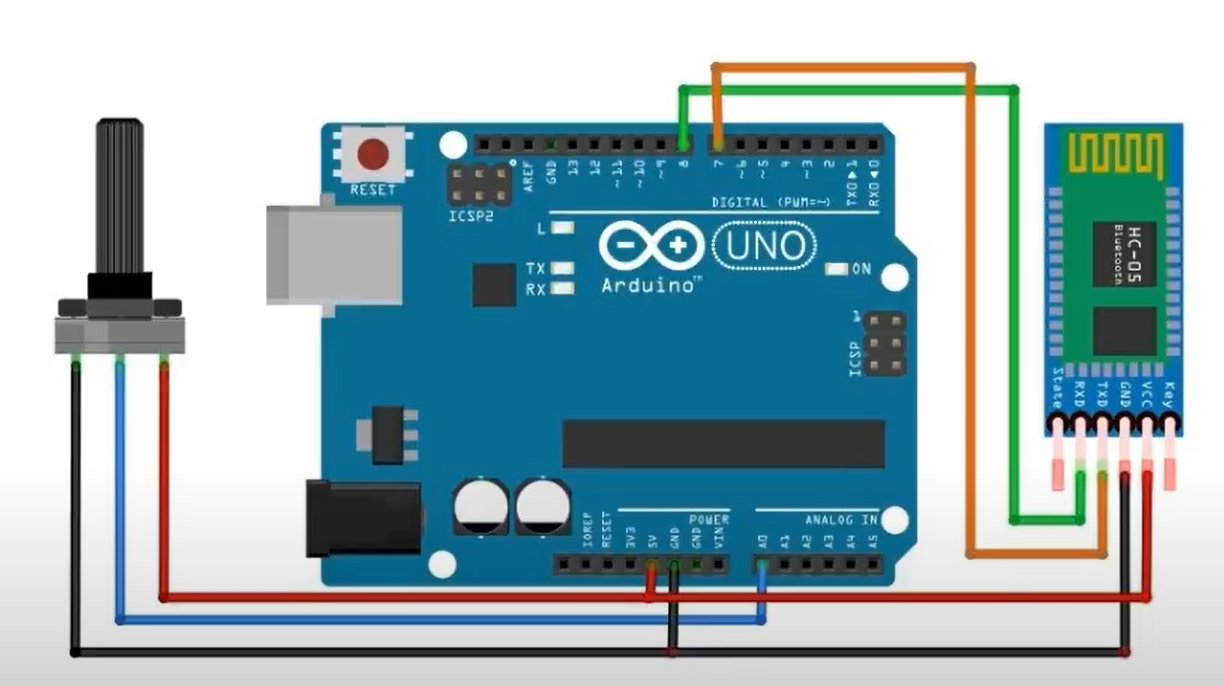 RESET
ICSP2
AREF
GND
13
12
~11
~10
~9
8
7
~6
~5
4
~3
2
TX0▲1
RX0◄0
DIGITAL (PWM=~)
L
TX
RX
UNO
Arduino™
ON
1
ICSP
IOREF
RESET
3V3
5V
GND
GND
VIN
POWER
ANALOG IN
A0
A1
A2
A3
A4
A5
HC-05
Bluetooth
State
RXD
TXD
GND
VCC
Key